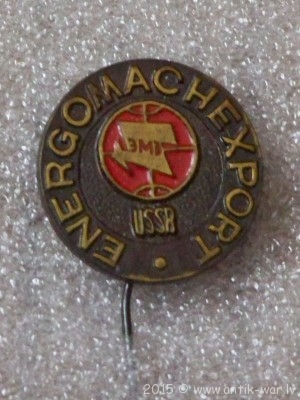 ENERGOMACHEXPORT
ЭМЭ
USSR
2015 © www.antik-war.lv